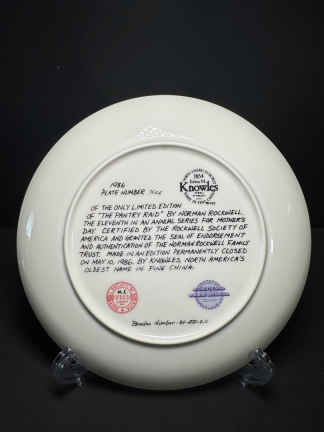 1986
PLATE NUMBER
1854
Knowles
OF THE ONLY LIMITED EDITION
OF "THE PANTRY RAID" BY NORMAN ROCKWELL.
THE ELEVENTH IN AN ANNUAL SERIES FOR MOTHER'S
DAY CERTIFIED BY THE ROCKWELL SOCIETY OF
AMERICA AND GRANTED THE SEAL OF ENDORSEMENT
AND AUTHENTICATION OF THE NORMAN ROCKWELL FAMILY
TRUST. MADE IN AN EDITION PERMANENTLY CLOSED
ON MAY 10, 1986, BY KNOWLES, NORTH AMERICA'S
OLDEST NAME IN FINE CHINA.
Bradex Number